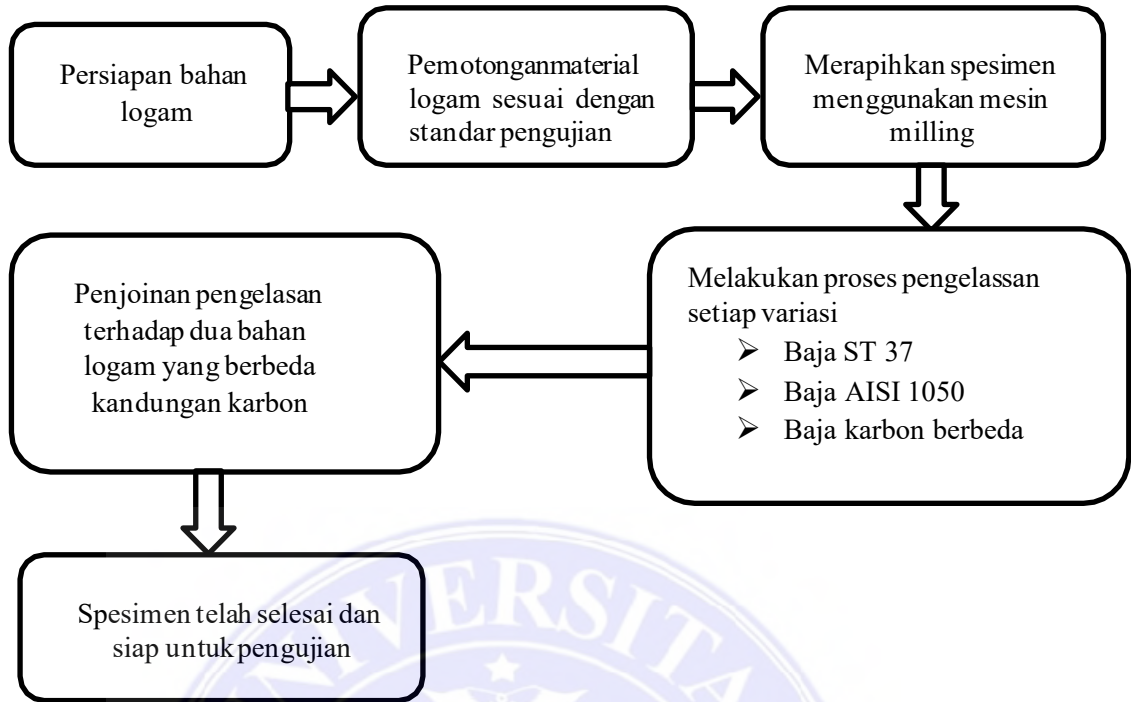 Persiapan bahan
logam
Pemotonganmaterial
logam sesuai dengan
standar pengujian
Merapihkan spesimen
menggunakan mesin
milling
Melakukan proses pengelassan
setiap variasi
➤ Baja ST 37
➤ Baja AISI 1050
➤ Baja karbon berbeda
Penjoinan pengelasan
terhadap dua bahan
logam yang berbeda
kandungan karbon
Spesimen telah selesai dan
siap untuk pengujian